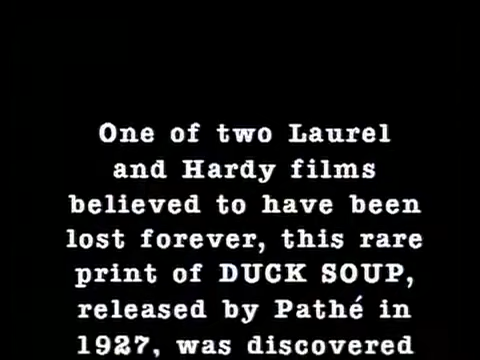 One of two Laurel
and Hardy films
believed to have been
lost forever, this rare
print of DUCK SOUP,
released by Pathé in
1927, was discovered